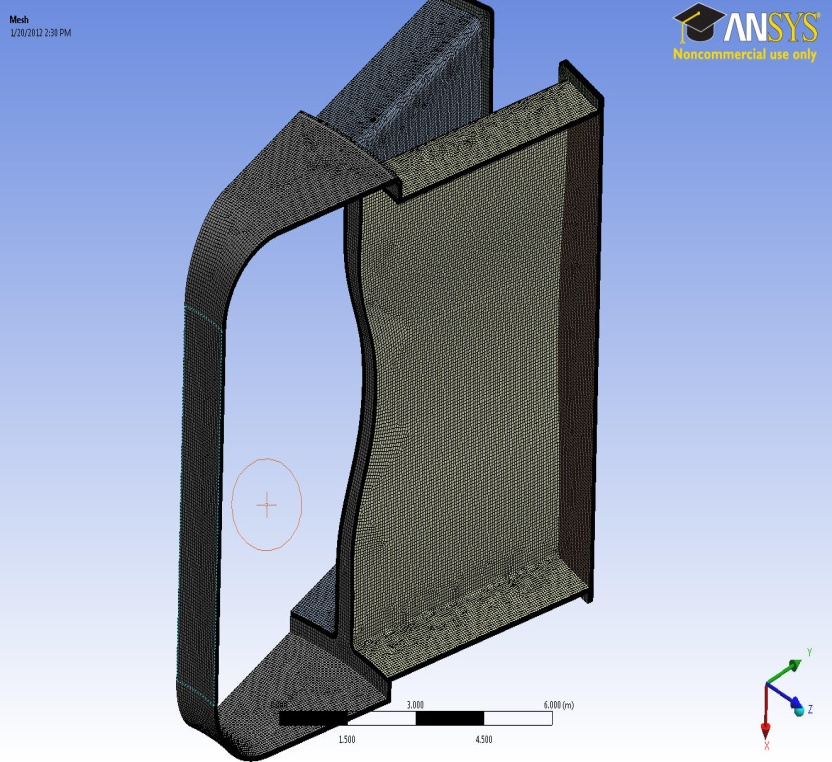 Mesh
1/20/2012 2:30 PM
ANSYS
Noncommercial use only
3.000
6.000 (m)
1.500
4.500
Y
Z
X